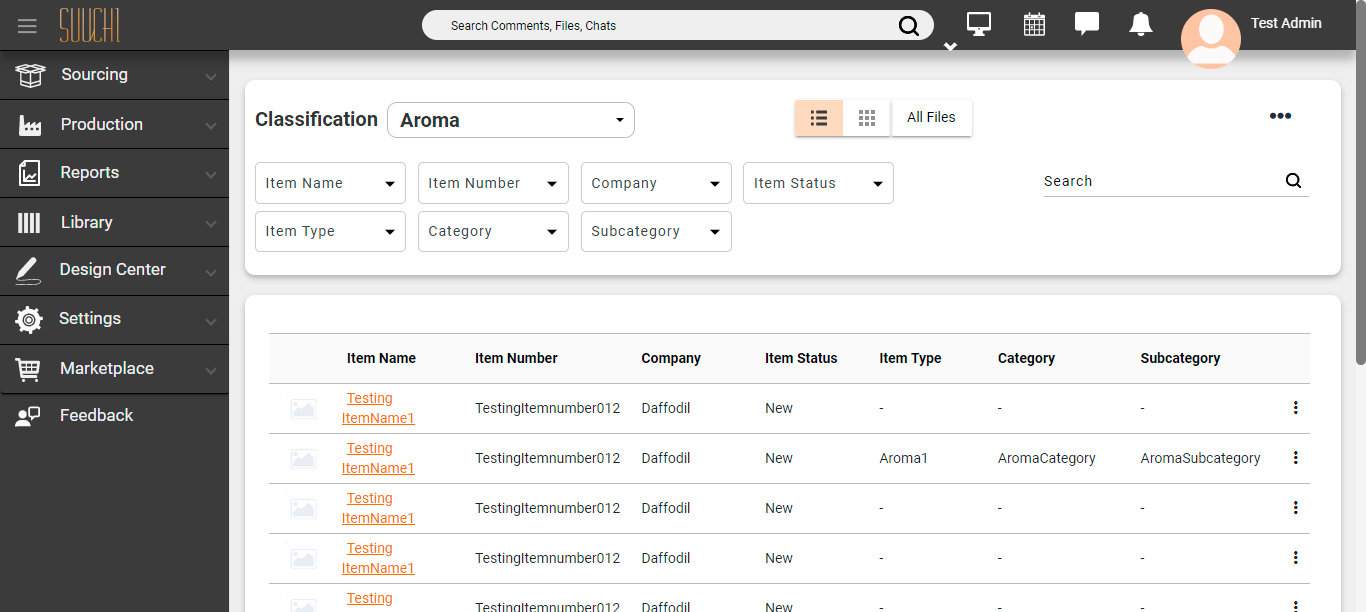 SUUCHI
Search Comments, Files, Chats
Test Admin
Sourcing
Production
Reports
Library
Design Center
Settings
Marketplace
Feedback
Classification Aroma
All Files
Item Name Item Number Company Item Status
Search
Item Type Category Subcategory
Item Name Item Number Company Item Status Item Type Category Subcategory
Testing
ItemName1 TestingItemnumber012 Daffodil New - - -
Testing
ItemName1 TestingItemnumber012 Daffodil New Aroma1 AromaCategory AromaSubcategory
Testing
ItemName1 TestingItemnumber012 Daffodil New - - -
Testing
ItemName1 TestingItemnumber012 Daffodil New - - -
Testing
TestingItemnumber012 Daffodil New - - -